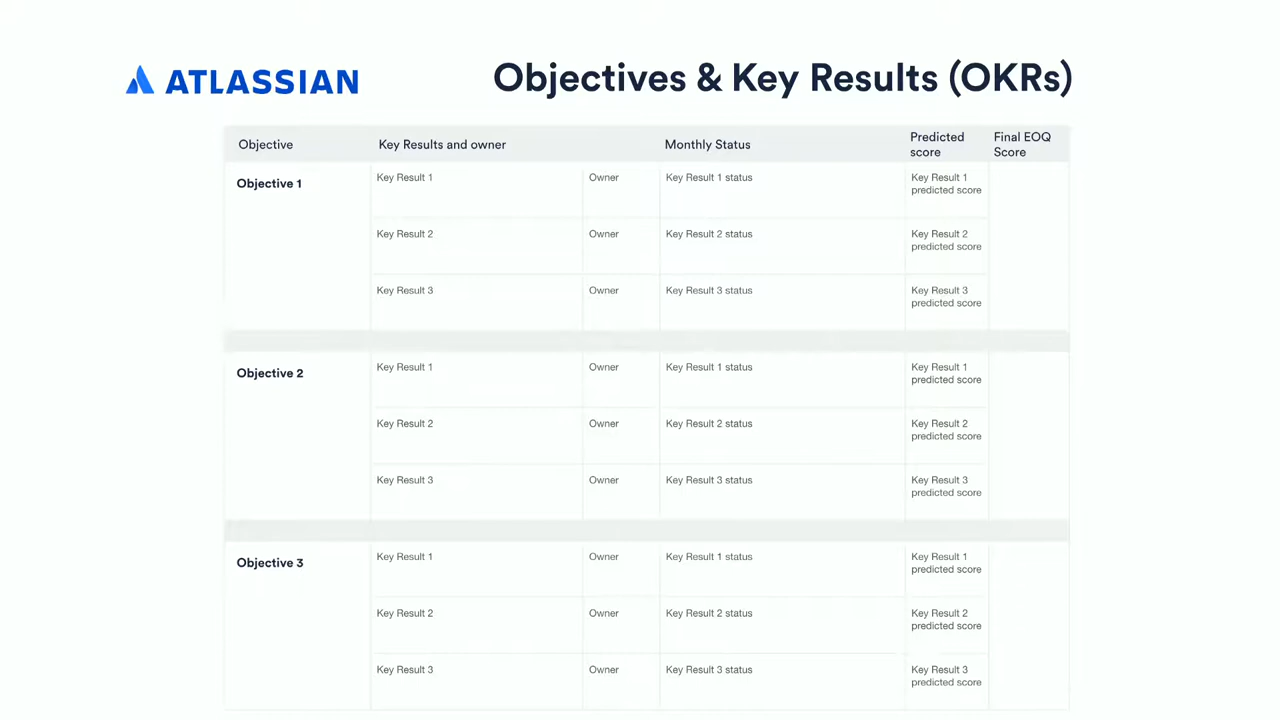 ATLASSIAN
Objectives & Key Results (OKRs)
Objective
Key Results and owner
Monthly Status
Predicted
score
Final EOQ
Score
Objective 1
Key Result 1
Owner
Key Result 1 status
Key Result 1
predicted score
Key Result 2
Owner
Key Result 2 status
Key Result 2
predicted score
Key Result 3
Owner
Key Result 3 status
Key Result 3
predicted score
Objective 2
Key Result 1
Owner
Key Result 1 status
Key Result 1
predicted score
Key Result 2
Owner
Key Result 2 status
Key Result 2
predicted score
Key Result 3
Owner
Key Result 3 status
Key Result 3
predicted score
Objective 3
Key Result 1
Owner
Key Result 1 status
Key Result 1
predicted score
Key Result 2
Owner
Key Result 2 status
Key Result 2
predicted score
Key Result 3
Owner
Key Result 3 status
Key Result 3
predicted score